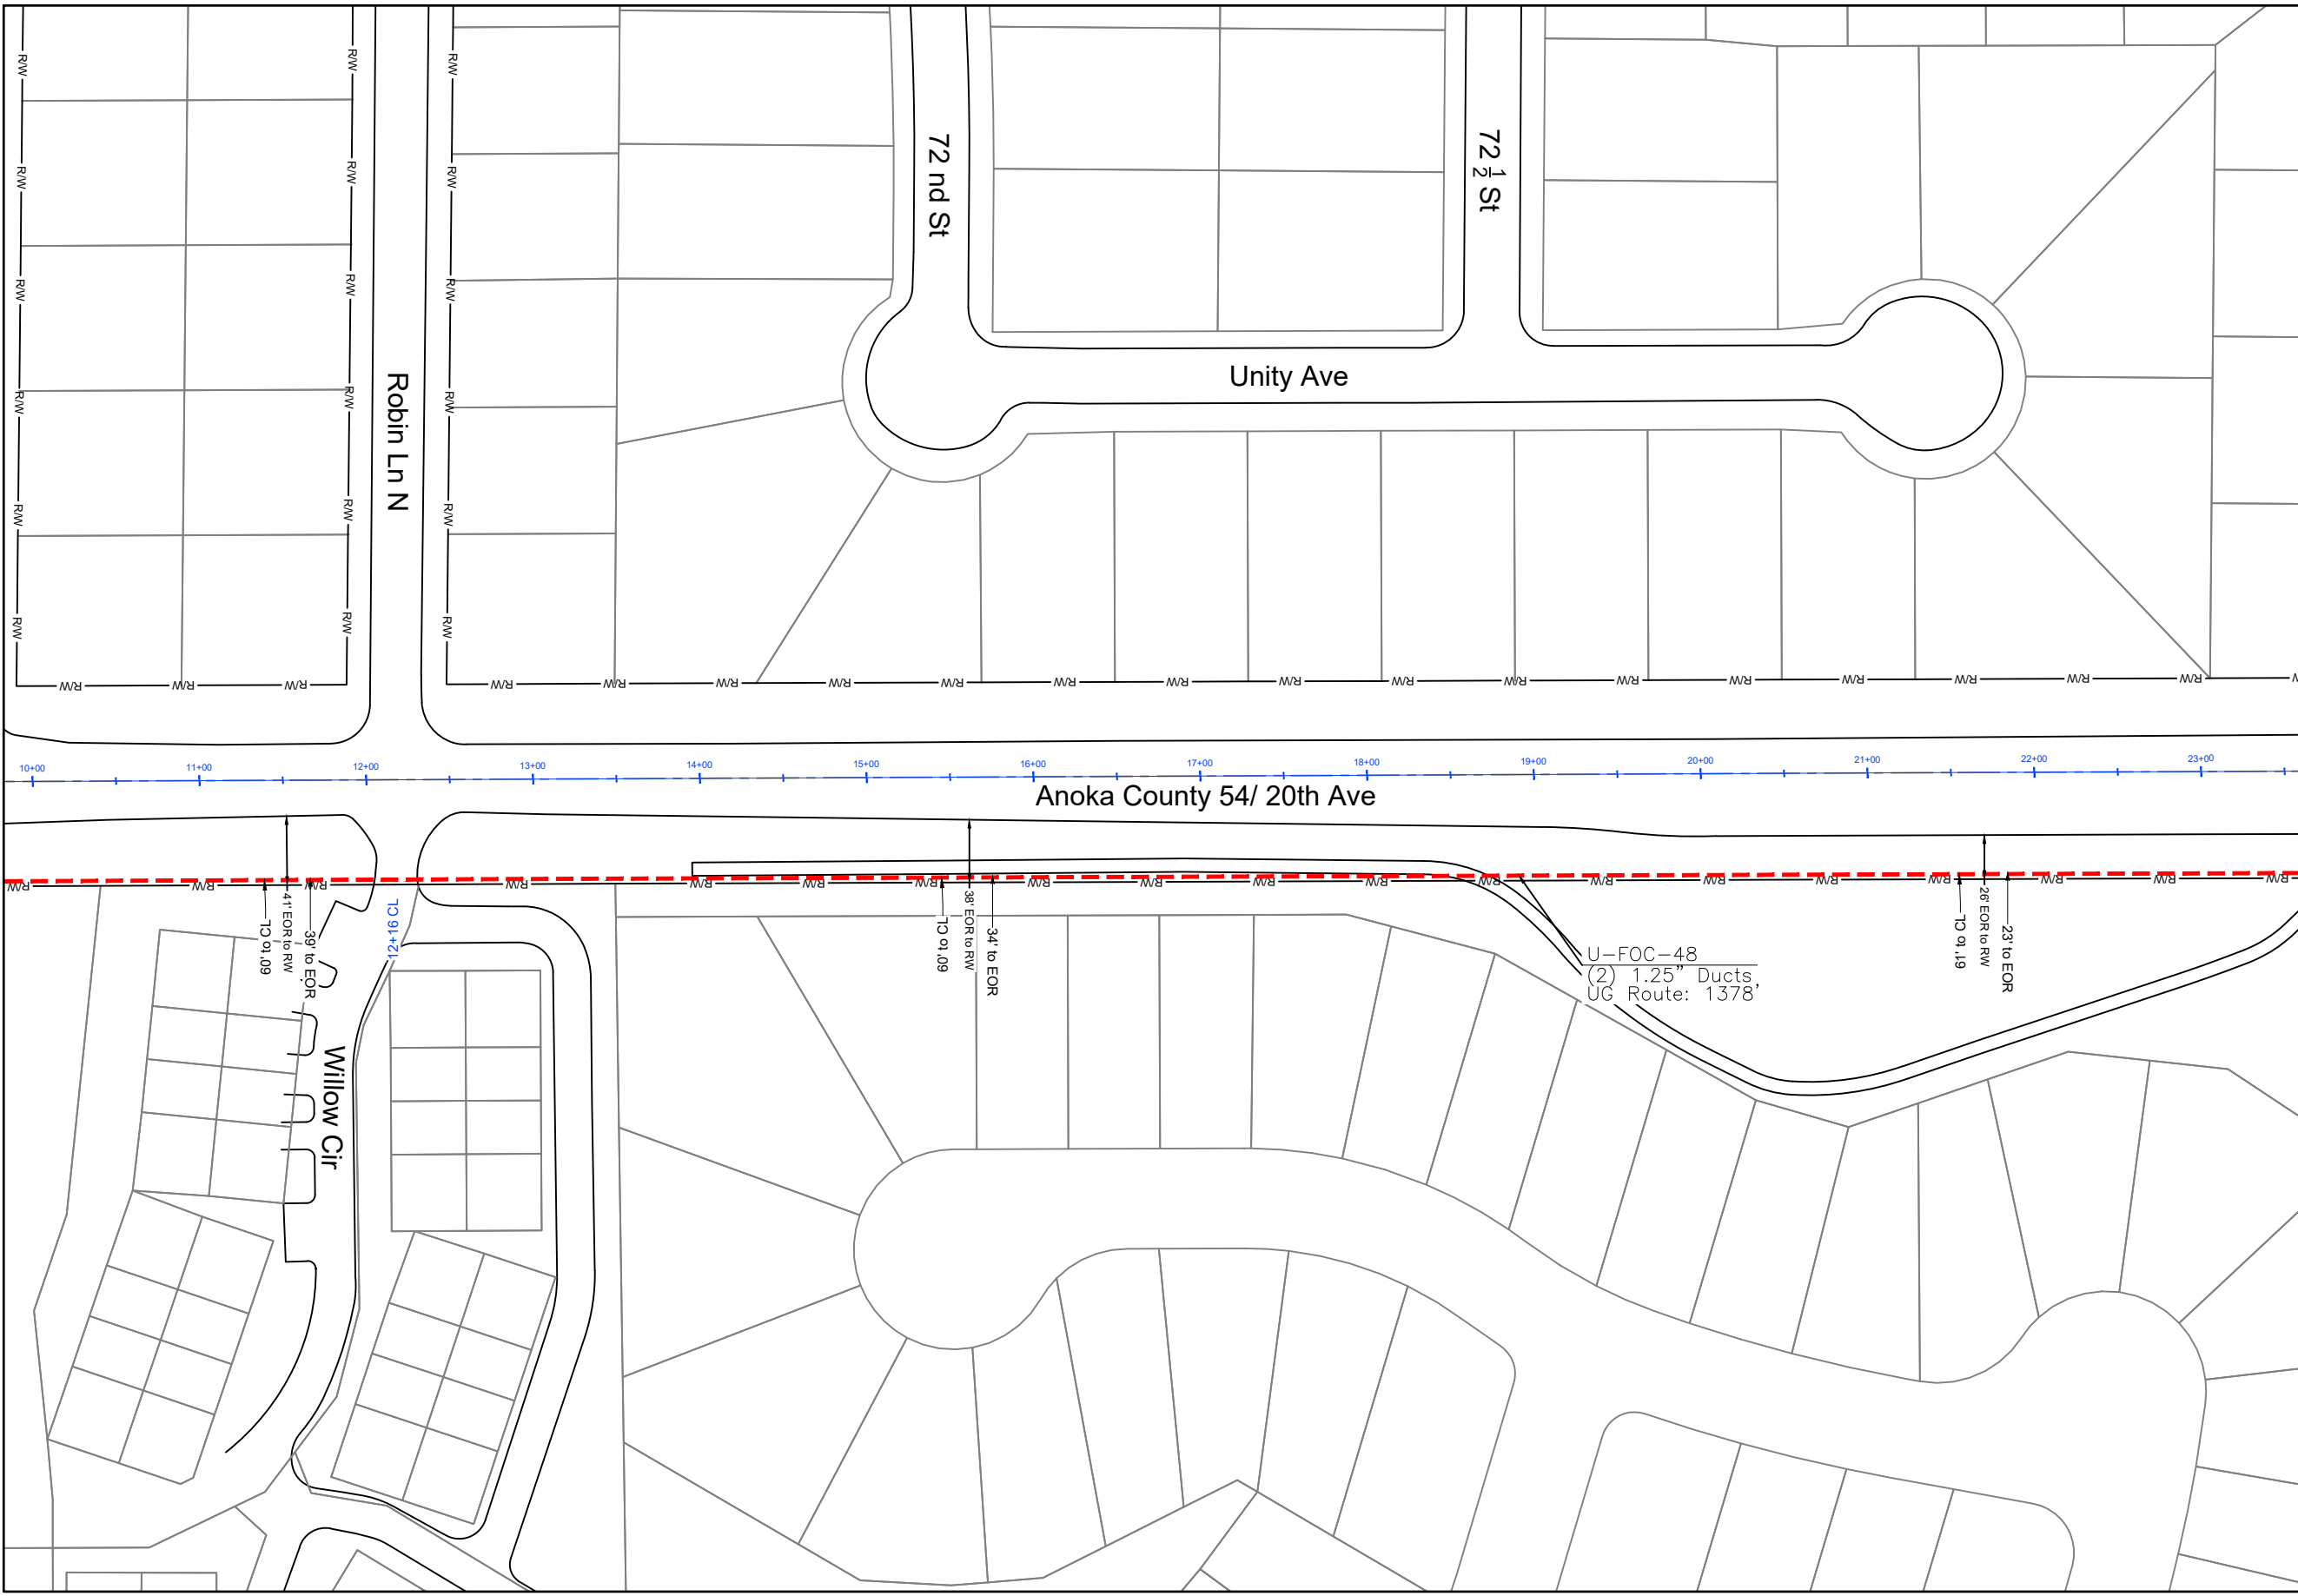 R/W R/W R/W R/W R/W R/W
R/W R/W R/W R/W R/W R/W
R/W R/W R/W R/W R/W R/W
Robin Ln N
72 nd St
72 1/2 St
Unity Ave
R/W R/W R/W R/W R/W R/W R/W R/W R/W R/W R/W R/W R/W R/W R/W R/W R/W R/W R/W
10+00 11+00 12+00 13+00 14+00 15+00 16+00 17+00 18+00 19+00 20+00 21+00 22+00 23+00
Anoka County 54/ 20th Ave
R/W R/W R/W R/W R/W R/W R/W R/W R/W R/W R/W R/W R/W R/W R/W R/W R/W R/W R/W
60' to CL
41' EOR to RW
39' to EOR
12+16 CL
60' to CL
38' EOR to RW
34' to EOR
U-FOC-48
(2) 1.25" Ducts
UG Route: 1378'
61' to CL
26' EOR to RW
23' to EOR
Willow Cir